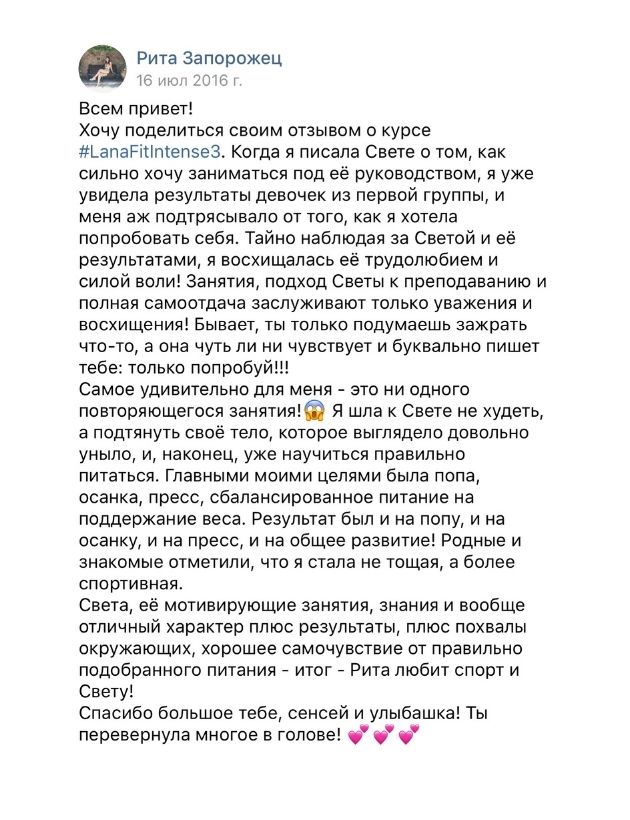 Рита Запорожец
16 июл 2016 г.
Всем привет!
Хочу поделиться своим отзывом о курсе
#LanaFitIntense3. Когда я писала Свете о том, как
сильно хочу заниматься под её руководством, я уже
увидела результаты девочек из первой группы, и
меня аж подтрясывало от того, как я хотела
попробовать себя. Тайно наблюдая за Светой и её
результатами, я восхищалась её трудолюбием и
силой воли! Занятия, подход Светы к преподаванию и
полная самоотдача заслуживают только уважения и
восхищения! Бывает, ты только подумаешь зажрать
что-то, а она чуть ли ни чувствует и буквально пишет
тебе: только попробуй!!!
Самое удивительно для меня - это ни одного
повторяющегося занятия!😱 Я шла к Свете не худеть,
а подтянуть своё тело, которое выглядело довольно
уныло, и, наконец, уже научиться правильно
питаться. Главными моими целями была попа,
осанка, пресс, сбалансированное питание на
поддержание веса. Результат был и на попу, и на
осанку, и на пресс, и на общее развитие! Родные и
знакомые отметили, что я стала не тощая, а более
спортивная.
Света, её мотивирующие занятия, знания и вообще
отличный характер плюс результаты, плюс похвалы
окружающих, хорошее самочувствие от правильно
подобранного питания - итог - Рита любит спорт и
Свету!
Спасибо большое тебе, сенсей и улыбашка! Ты
перевернула многое в голове! 💕 💕 💕